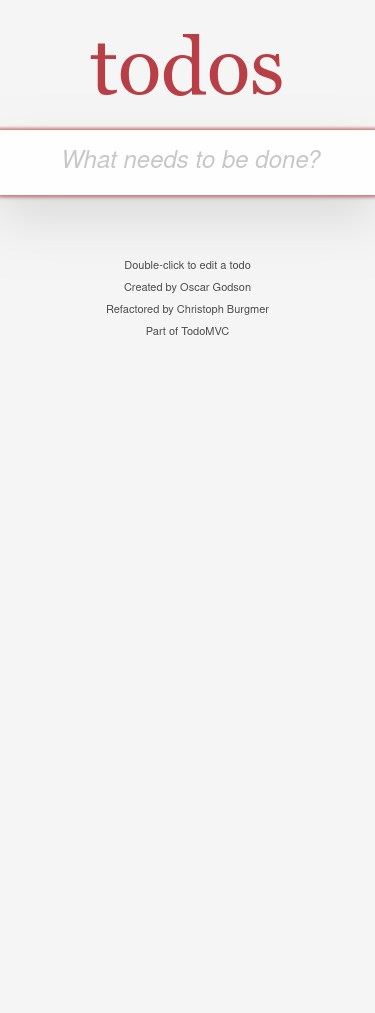 todos
What needs to be done?
Double-click to edit a todo
Created by Oscar Godson
Refactored by Christoph Burgmer
Part of TodoMVC